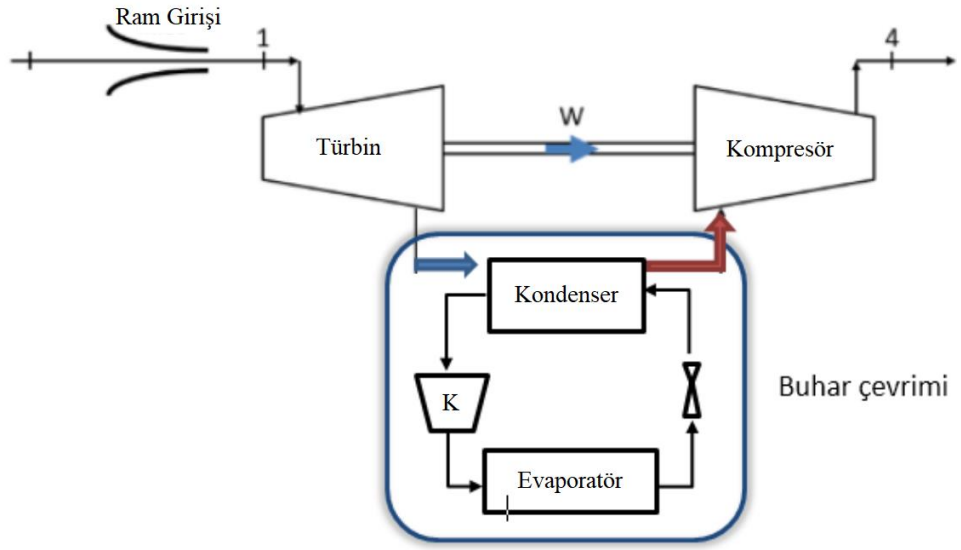 Ram Girişi
1
4
W
Türbin
Kompresör
Kondenser
K
Buhar çevrimi
Evaporatör